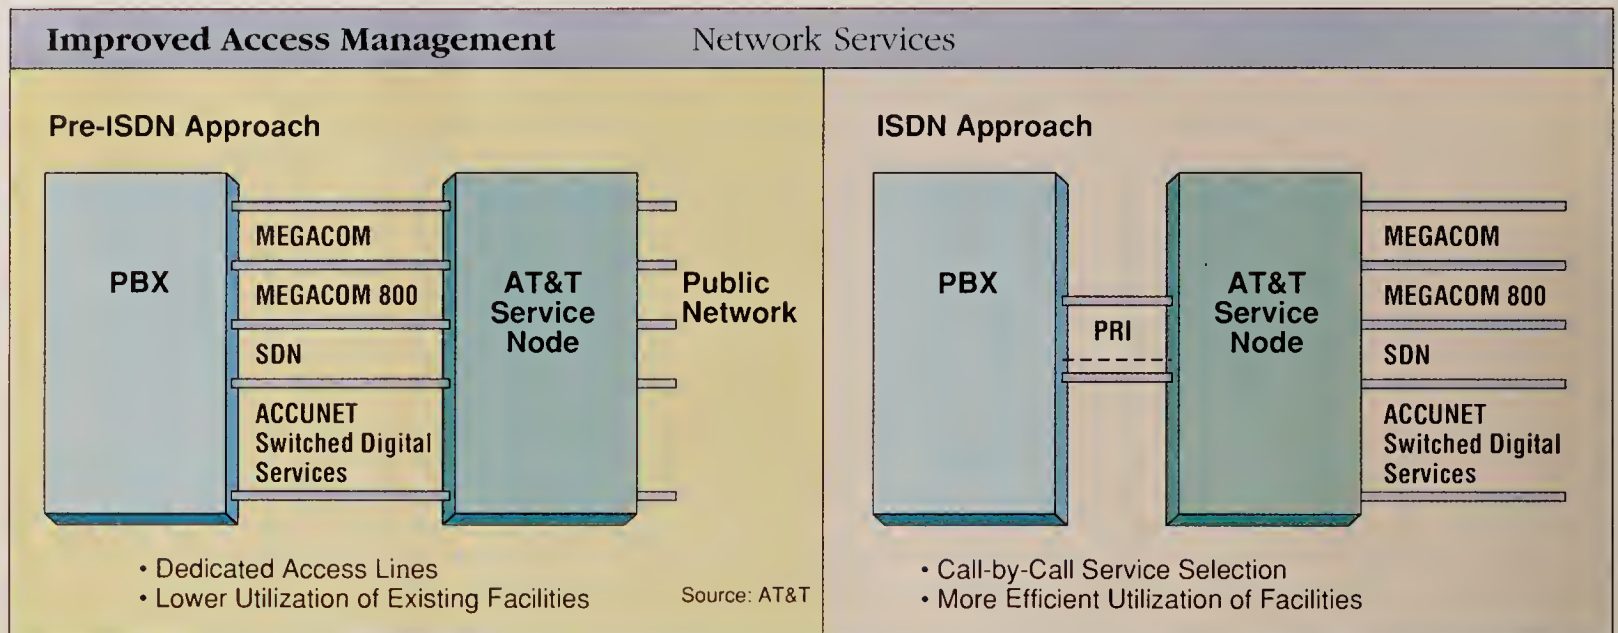 Improved Access Management Network Services
Pre-ISDN Approach
PBX
MEGACOM
MEGACOM 800
SDN
ACCUNET
Switched Digital
Services
AT&T
Service
Node
Public
Network
• Dedicated Access Lines
• Lower Utilization of Existing Facilities
Source: AT&T
ISDN Approach
PBX
PRI
AT&T
Service
Node
MEGACOM
MEGACOM 800
SDN
ACCUNET
Switched Digital
Services
• Call-by-Call Service Selection
• More Efficient Utilization of Facilities